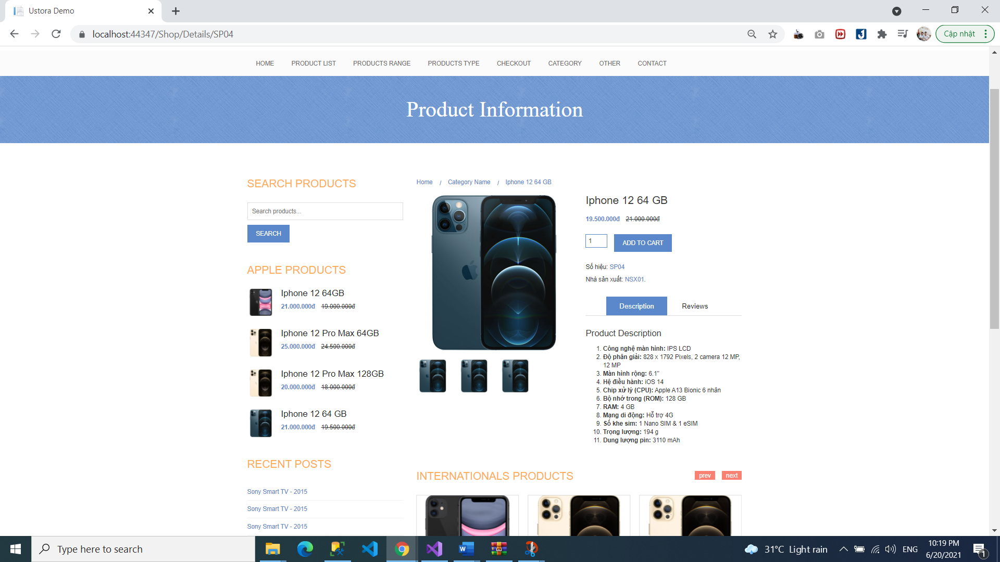 Ustora Demo
localhost:44347/Shop/Details/SP04
Cập nhật
HOME PRODUCT LIST PRODUCTS RANGE PRODUCTS TYPE CHECKOUT CATEGORY OTHER CONTACT
Product Information
SEARCH PRODUCTS
Search products...
SEARCH
APPLE PRODUCTS
Iphone 12 64GB
21.000.000đ 19.000.000đ
Iphone 12 Pro Max 64GB
25.000.000đ 24.500.000đ
Iphone 12 Pro Max 128GB
20.000.000đ 18.000.000đ
Iphone 12 64 GB
21.000.000đ 19.500.000đ
RECENT POSTS
Sony Smart TV - 2015
Sony Smart TV - 2015
Sony Smart TV - 2015
Home / Category Name / Iphone 12 64 GB
Iphone 12 64 GB
19.500.000đ 21.000.000đ
1 ADD TO CART
Số hiệu: SP04
Nhà sản xuất: NSX01.
Description Reviews
Product Description
1. Công nghệ màn hình: IPS LCD
2. Độ phân giải: 828 x 1792 Pixels, 2 camera 12 MP,
12 MP
3. Màn hình rộng: 6.1"
4. Hệ điều hành: iOS 14
5. Chip xử lý (CPU): Apple A13 Bionic 6 nhân
6. Bộ nhớ trong (ROM): 128 GB
7. RAM: 4 GB
8. Mạng di động: Hỗ trợ 4G
9. Số khe sim: 1 Nano SIM & 1 eSIM
10. Trọng lượng: 194 g
11. Dung lượng pin: 3110 mAh
INTERNATIONALS PRODUCTS
prev next
Type here to search
31°C Light rain
ENG
10:19 PM
6/20/2021
1